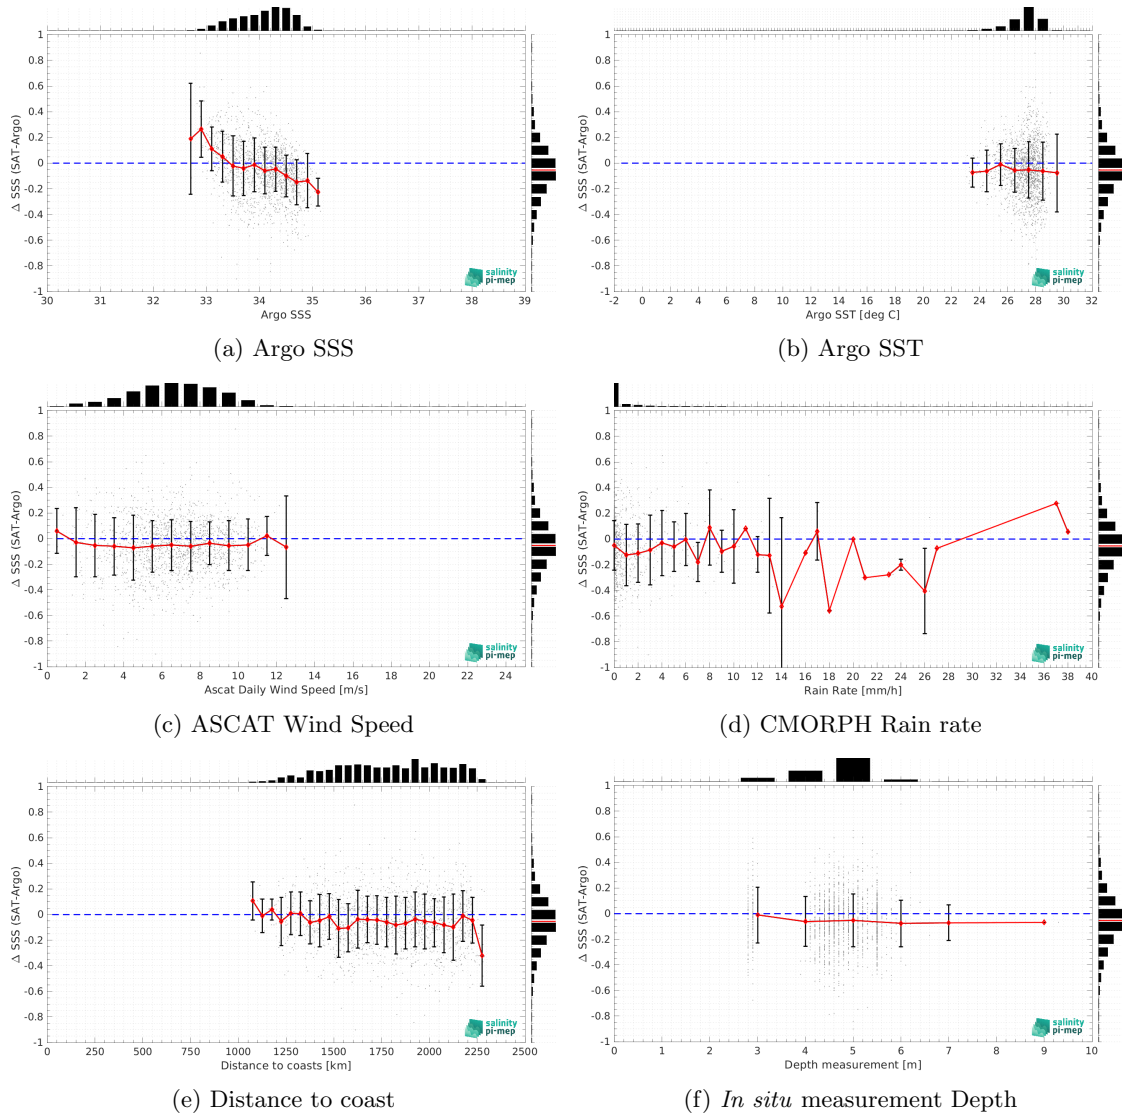 1
0.8
0.6
0.4
0.2
0
-0.2
-0.4
-0.6
-0.8
-1
Δ SSS (SAT-Argo)
30 31 32 33 34 35 36 37 38 39
Argo SSS
salinity
pi-mep
(a) Argo SSS
1
0.8
0.6
0.4
0.2
0
-0.2
-0.4
-0.6
-0.8
-1
Δ SSS (SAT-Argo)
-2 0 2 4 6 8 10 12 14 16 18 20 22 24 26 28 30 32
Argo SST [deg C]
salinity
pi-mep
(b) Argo SST
1
0.8
0.6
0.4
0.2
0
-0.2
-0.4
-0.6
-0.8
-1
Δ SSS (SAT-Argo)
0 2 4 6 8 10 12 14 16 18 20 22 24
Ascat Daily Wind Speed [m/s]
salinity
pi-mep
(c) ASCAT Wind Speed
1
0.8
0.6
0.4
0.2
0
-0.2
-0.4
-0.6
-0.8
-1
Δ SSS (SAT-Argo)
0 2 4 6 8 10 12 14 16 18 20 22 24 26 28 30 32 34 36 38 40
Rain Rate [mm/h]
salinity
pi-mep
(d) CMORPH Rain rate
1
0.8
0.6
0.4
0.2
0
-0.2
-0.4
-0.6
-0.8
-1
Δ SSS (SAT-Argo)
0 250 500 750 1000 1250 1500 1750 2000 2250 2500
Distance to coasts [km]
salinity
pi-mep
(e) Distance to coast
1
0.8
0.6
0.4
0.2
0
-0.2
-0.4
-0.6
-0.8
-1
Δ SSS (SAT-Argo)
0 1 2 3 4 5 6 7 8 9 10
Depth measurement [m]
salinity
pi-mep
(f) In situ measurement Depth